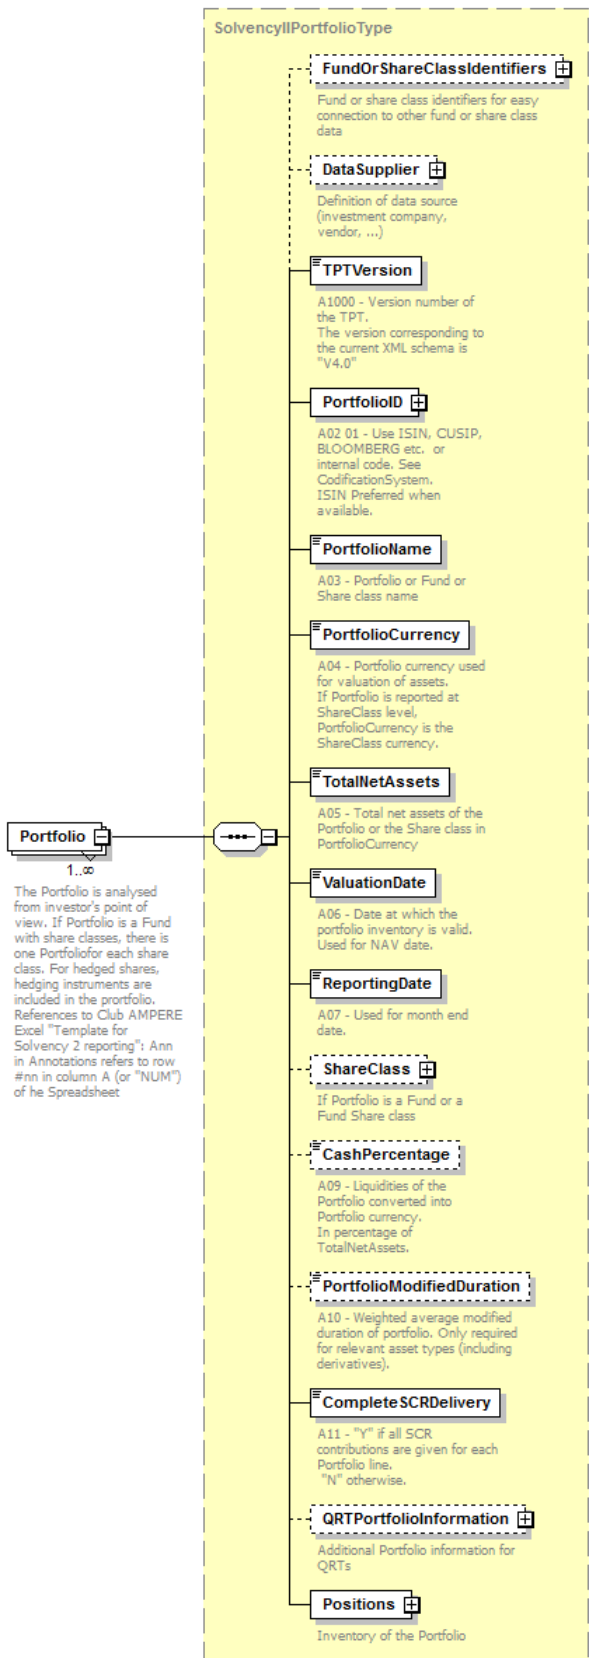 SolvencyIIPortfolioType
FundOrShareClassIdentifiers
Fund or share class identifiers for easy
connection to other fund or share class
data
DataSupplier
Definition of data source
(investment company,
vendor, ...)
TPTVersion
A1000 - Version number of
the TPT.
The version corresponding to
the current XML schema is
"V4.0"
PortfolioID
A02 01 - Use ISIN, CUSIP,
BLOOMBERG etc. or
internal code. See
CodificationSystem.
ISIN Preferred when
available.
PortfolioName
A03 - Portfolio or Fund or
Share class name
PortfolioCurrency
A04 - Portfolio currency used
for valuation of assets.
If Portfolio is reported at
ShareClass level,
PortfolioCurrency is the
ShareClass currency.
TotalNetAssets
A05 - Total net assets of the
Portfolio or the Share class in
PortfolioCurrency
Portfolio
1..∞
The Portfolio is analysed
from investor's point of
view. If Portfolio is a Fund
with share classes, there is
one Portfoliofor each share
class. For hedged shares,
hedging instruments are
included in the prortfolio.
References to Club AMPERE
Excel "Template for
Solvency 2 reporting": Ann
in Annotations refers to row
#nn in column A (or "NUM")
of he Spreadsheet
ValuationDate
A06 - Date at which the
portfolio inventory is valid.
Used for NAV date.
ReportingDate
A07 - Used for month end
date.
ShareClass
If Portfolio is a Fund or a
Fund Share class
CashPercentage
A09 - Liquidities of the
Portfolio converted into
Portfolio currency.
In percentage of
TotalNetAssets.
PortfolioModifiedDuration
A10 - Weighted average modified
duration of portfolio. Only required
for relevant asset types (including
derivatives).
CompleteSCRDelivery
A11 - "Y" if all SCR
contributions are given for each
Portfolio line.
"N" otherwise.
QRTPortfolioInformation
Additional Portfolio information for
QRTs
Positions
Inventory of the Portfolio